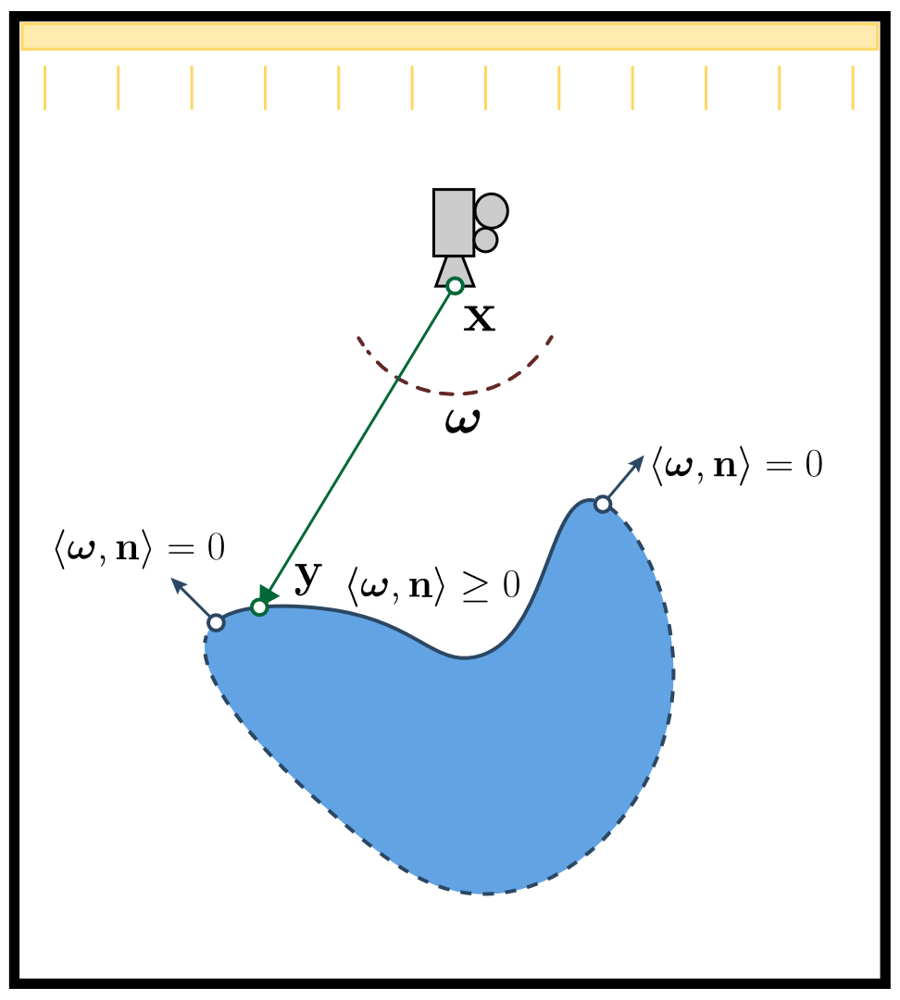 𝐱
𝝎
⟨𝝎, 𝐧⟩ = 0
⟨𝝎, 𝐧⟩ = 0
𝐲
⟨𝝎, 𝐧⟩ ≥ 0